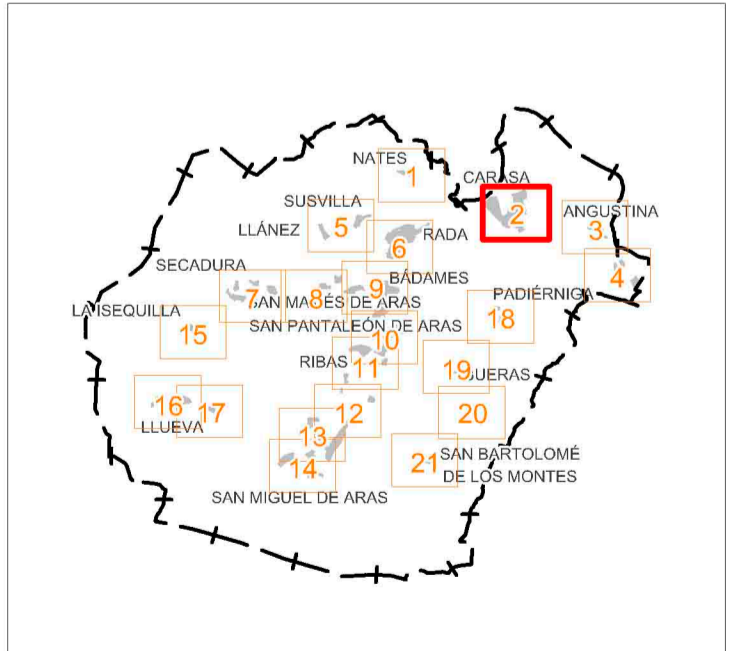 NATES
1
CARASA
2
SUSVILLA
ANGUSTINA
LLÁNEZ
5
RADA
3
6
SECADURA
BÁDAMES
4
7
SAN MAMÉS DE ARAS
8
9
PADIÉRNIGA
LA ISEQUILLA
15
SAN PANTALEÓN DE ARAS
18
10
RIBAS
11
19
BUERAS
16
17
12
20
LLUEVA
13
14
21
SAN BARTOLOMÉ
DE LOS MONTES
SAN MIGUEL DE ARAS